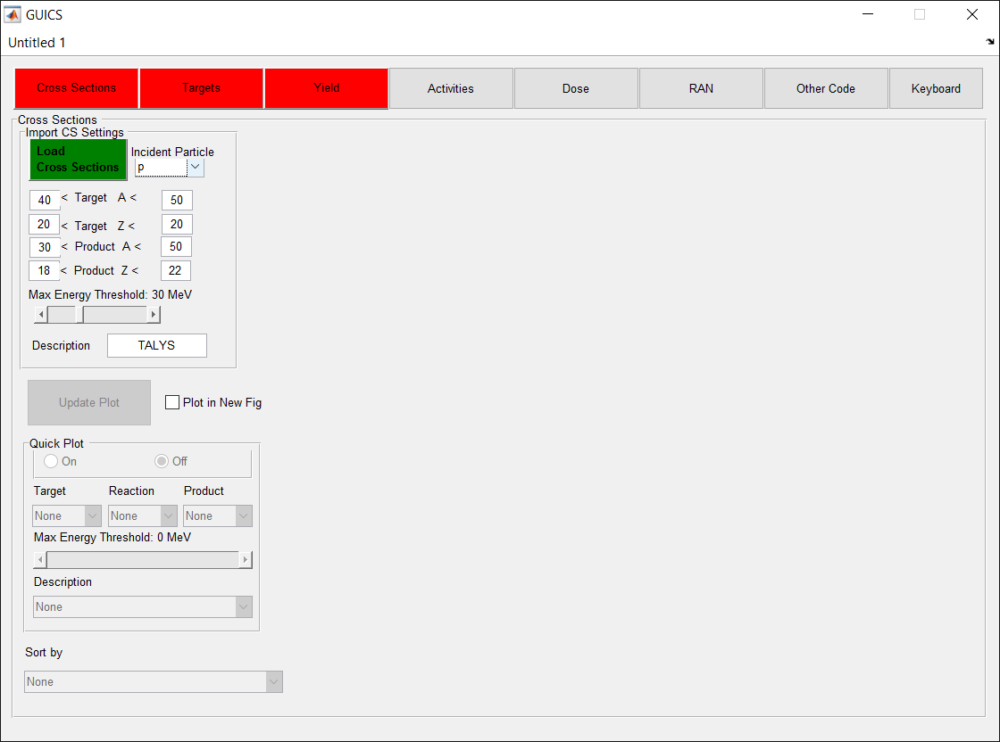 GUICS
Untitled 1
Cross Sections Targets Yield Activities Dose RAN Other Code Keyboard
Cross Sections
Import CS Settings
Load
Cross Sections
Incident Particle
p
40 < Target A < 50
20 < Target Z < 20
30 < Product A < 50
18 < Product Z < 22
Max Energy Threshold: 30 MeV
Description TALYS
Update Plot Plot in New Fig
Quick Plot
On Off
Target Reaction Product
None None None
Max Energy Threshold: 0 MeV
Description
None
Sort by
None